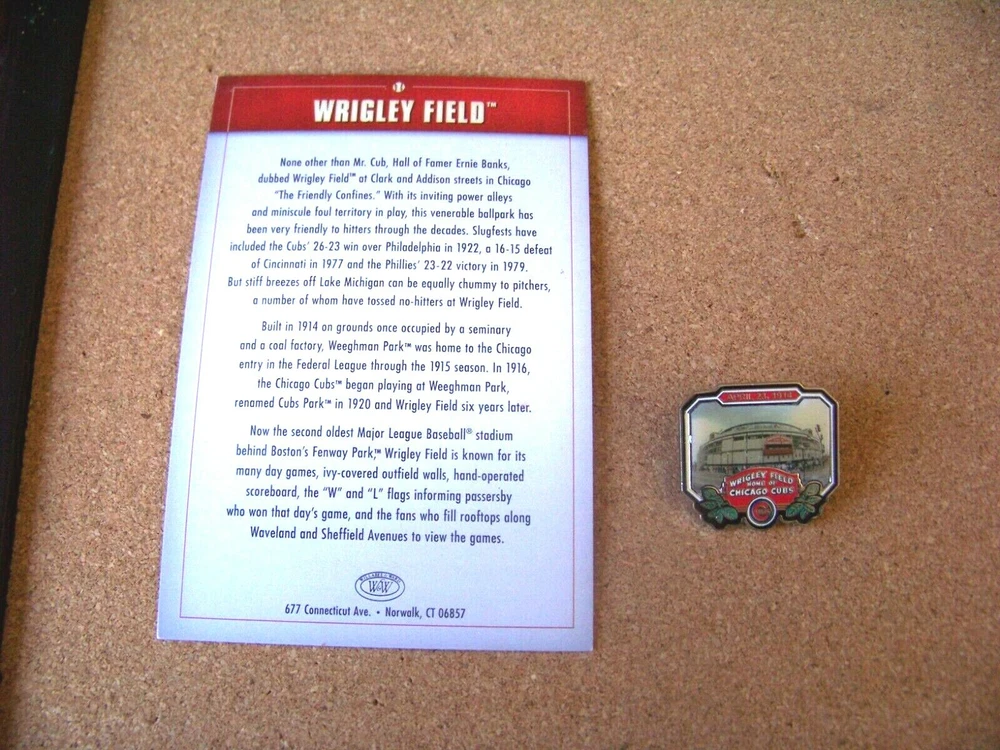 WRIGLEY FIELD™
None other than Mr. Cub, Hall of Famer Ernie Banks,
dubbed Wrigley Field™ at Clark and Addison streets in Chicago
"The Friendly Confines." With its inviting power alleys
and miniscule foul territory in play, this venerable ballpark has
been very friendly to hitters through the decades. Slugfests have
included the Cubs' 26-23 win over Philadelphia in 1922, a 16-15 defeat
of Cincinnati in 1977 and the Phillies' 23-22 victory in 1979.
But stiff breezes off Lake Michigan can be equally chummy to pitchers,
a number of whom have tossed no-hitters at Wrigley Field.
Built in 1914 on grounds once occupied by a seminary
and a coal factory, Weeghman Park™ was home to the Chicago
entry in the Federal League through the 1915 season. In 1916,
the Chicago Cubs™ began playing at Weeghman Park,
renamed Cubs Park™ in 1920 and Wrigley Field six years later.
Now the second oldest Major League Baseball® stadium
behind Boston's Fenway Park,™ Wrigley Field is known for its
many day games, ivy-covered outfield walls, hand-operated
scoreboard, the "W" and "L" flags informing passersby
who won that day's game, and the fans who fill rooftops along
Waveland and Sheffield Avenues to view the games.
W&W
677 Connecticut Ave. • Norwalk, CT 06857
APRIL 23, 1914
WRIGLEY FIELD
HOME OF
CHICAGO CUBS